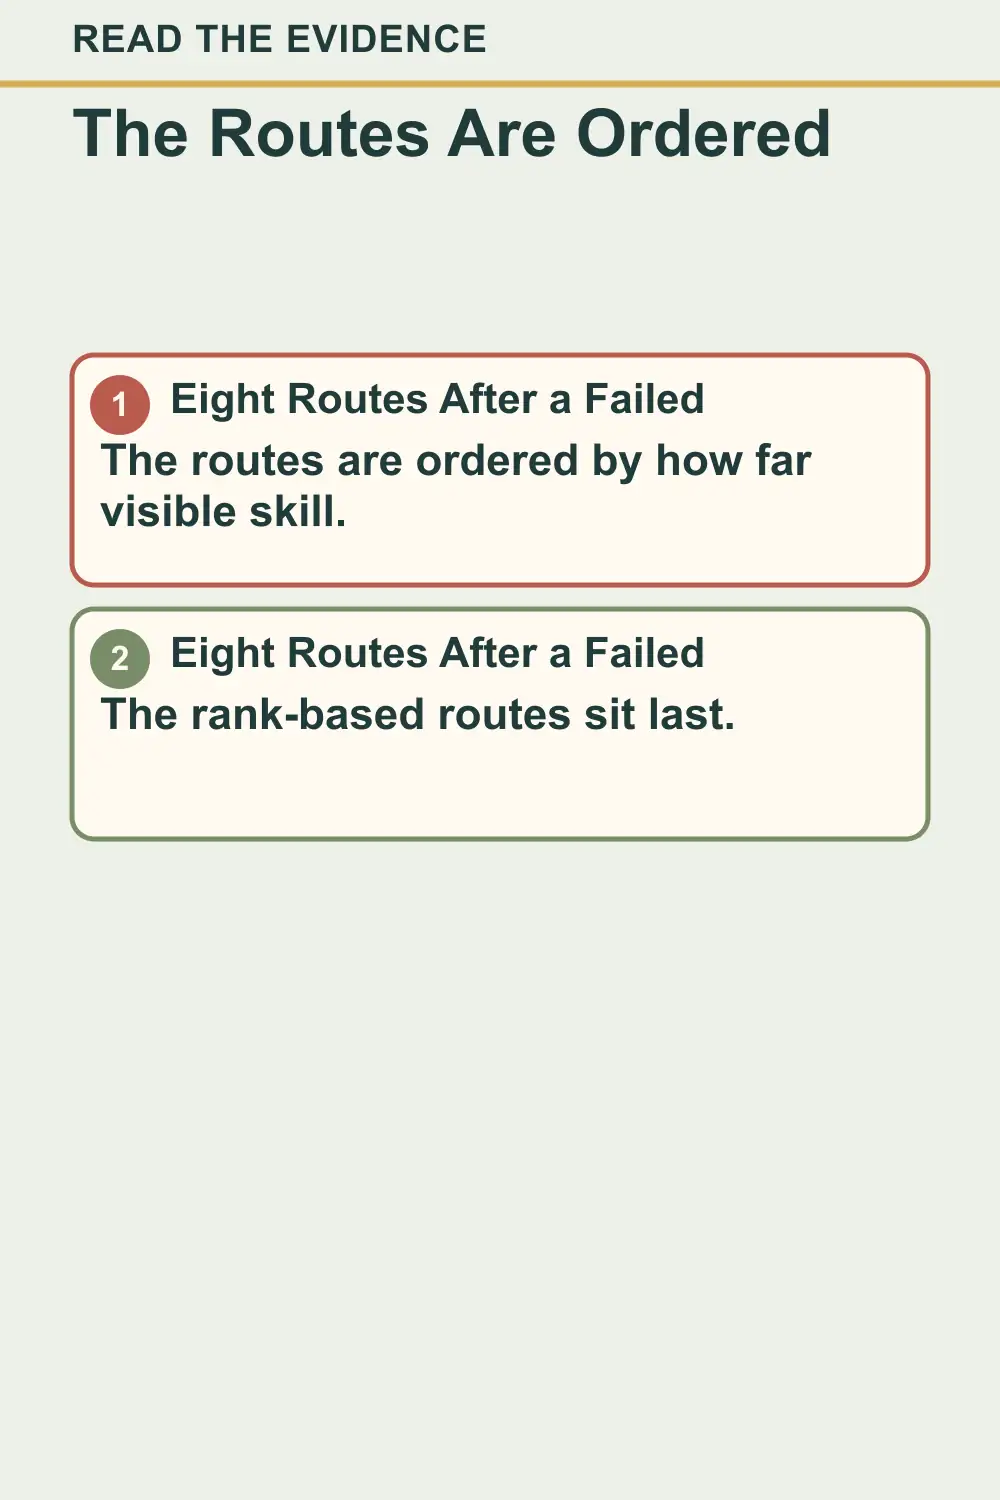 READ THE EVIDENCE
The Routes Are Ordered
1 Eight Routes After a Failed
The routes are ordered by how far
visible skill.
2 Eight Routes After a Failed
The rank-based routes sit last.